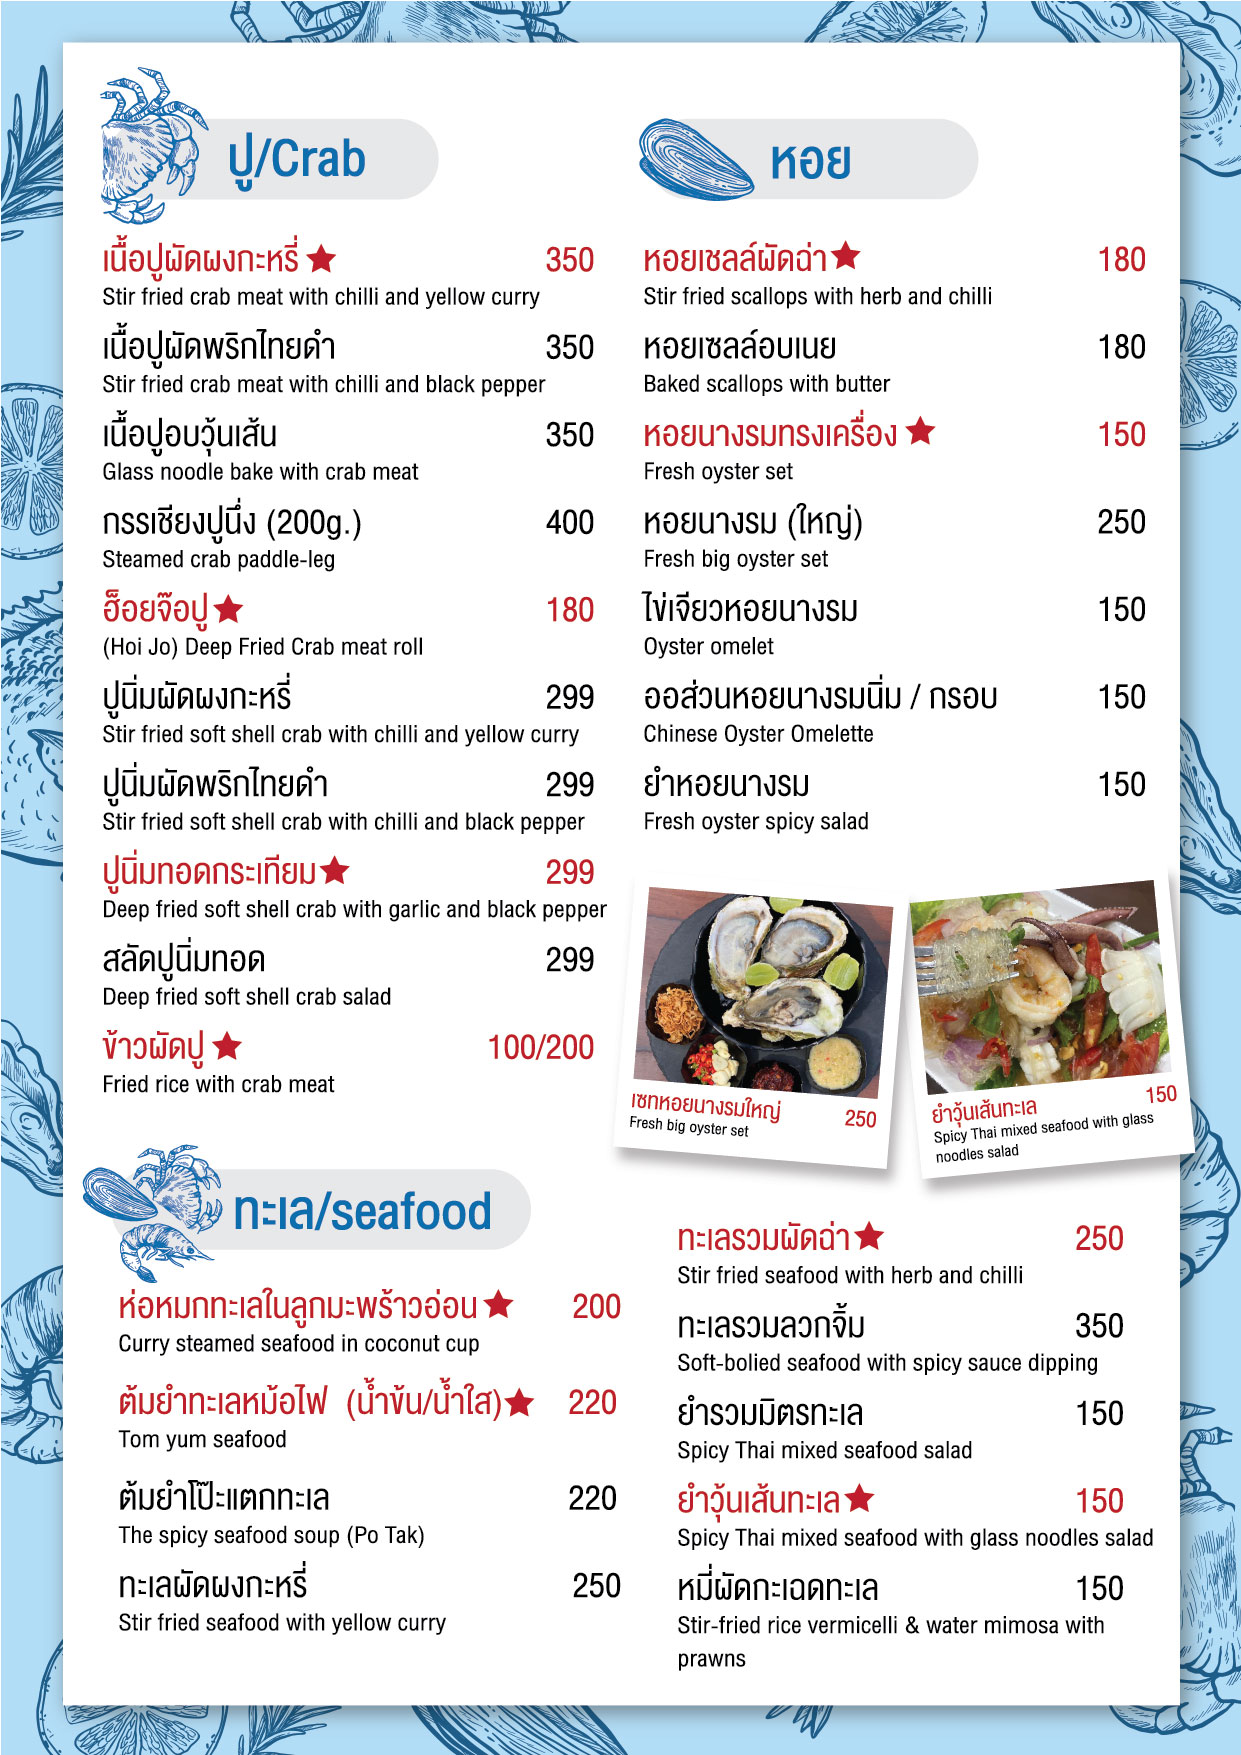 ปู/Crab
เนื้อปูผัดผงกะหรี่ 350
Stir fried crab meat with chilli and yellow curry
เนื้อปูผัดพริกไทยดำ 350
Stir fried crab meat with chilli and black pepper
เนื้อปูอบวุ้นเส้น 350
Glass noodle bake with crab meat
กรรเชียงปูนึ่ง (200g.) 400
Steamed crab paddle-leg
ฮ็อยจ๊อปู 180
(Hoi Jo) Deep Fried Crab meat roll
ปูนิ่มผัดผงกะหรี่ 299
Stir fried soft shell crab with chilli and yellow curry
ปูนิ่มผัดพริกไทยดำ 299
Stir fried soft shell crab with chilli and black pepper
ปูนิ่มทอดกระเทียม 299
Deep fried soft shell crab with garlic and black pepper
สลัดปูนิ่มทอด 299
Deep fried soft shell crab salad
ข้าวผัดปู 100/200
Fried rice with crab meat
หอย
หอยเชลล์ผัดฉ่า 180
Stir fried scallops with herb and chilli
หอยเซลล์อบเนย 180
Baked scallops with butter
หอยนางรมทรงเครื่อง 150
Fresh oyster set
หอยนางรม (ใหญ่) 250
Fresh big oyster set
ไข่เจียวหอยนางรม 150
Oyster omelet
ออส่วนหอยนางรมนิ่ม / กรอบ 150
Chinese Oyster Omelette
ยำหอยนางรม 150
Fresh oyster spicy salad
เซทหอยนางรมใหญ่ 250
Fresh big oyster set
ยำวุ้นเส้นทะเล 150
Spicy Thai mixed seafood with glass
noodles salad
ทะเล/seafood
ห่อหมกทะเลในลูกมะพร้าวอ่อน 200
Curry steamed seafood in coconut cup
ต้มยำทะเลหม้อไฟ (น้ำข้น/น้ำใส) 220
Tom yum seafood
ต้มยำโป๊ะแตกทะเล 220
The spicy seafood soup (Po Tak)
ทะเลผัดผงกะหรี่ 250
Stir fried seafood with yellow curry
ทะเลรวมผัดฉ่า 250
Stir fried seafood with herb and chilli
ทะเลรวมลวกจิ้ม 350
Soft-bolied seafood with spicy sauce dipping
ยำรวมมิตรทะเล 150
Spicy Thai mixed seafood salad
ยำวุ้นเส้นทะเล 150
Spicy Thai mixed seafood with glass noodles salad
หมี่ผัดกะเฉดทะเล 150
Stir-fried rice vermicelli & water mimosa with
prawns